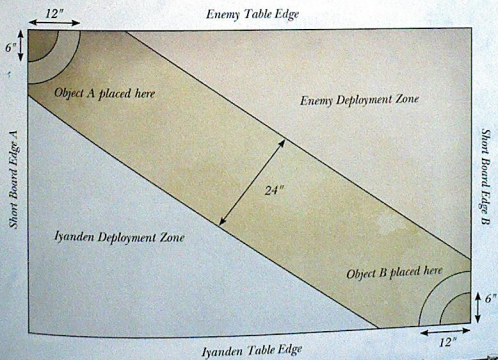 12"
Enemy Table Edge
6"
Object A placed here
Enemy Deployment Zone
Short Board Edge A
Short Board Edge B
24"
Iyanden Deployment Zone
Object B placed here
6"
12"
Iyanden Table Edge